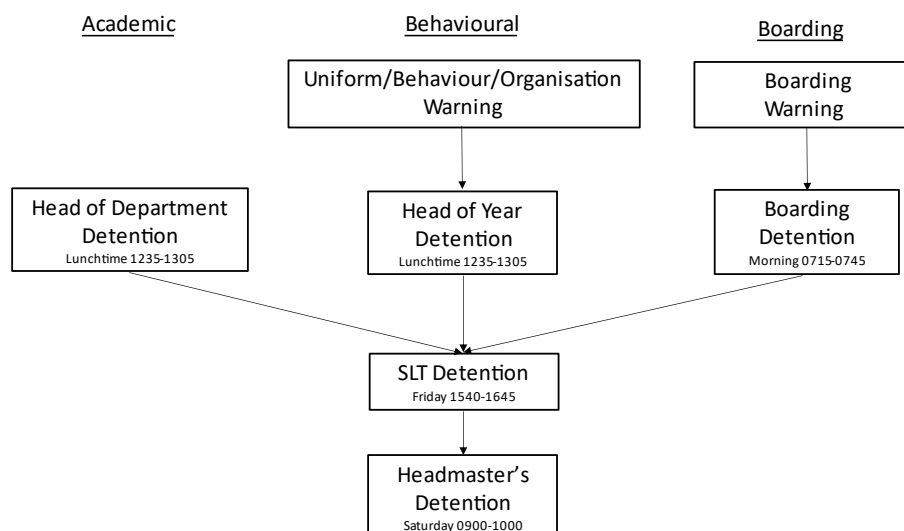 Academic
Behavioural
Boarding
Uniform/Behaviour/Organisation
Warning
Boarding
Warning
Head of Department
Detention
Lunchtime 1235-1305
Head of Year
Detention
Lunchtime 1235-1305
Boarding
Detention
Morning 0715-0745
SLT Detention
Friday 1540-1645
Headmaster's
Detention
Saturday 0900-1000